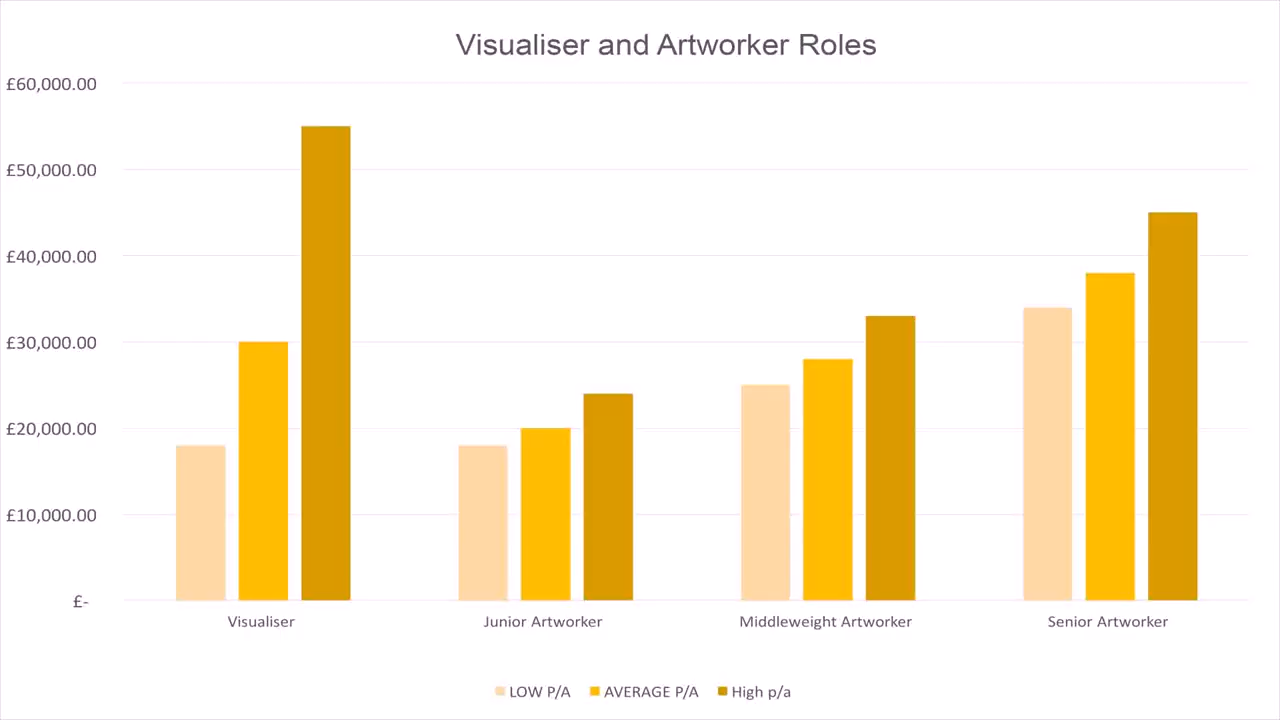 Visualiser and Artworker Roles
£60,000.00
£50,000.00
£40,000.00
£30,000.00
£20,000.00
£10,000.00
£-
Visualiser Junior Artworker Middleweight Artworker Senior Artworker
LOW P/A AVERAGE P/A High p/a